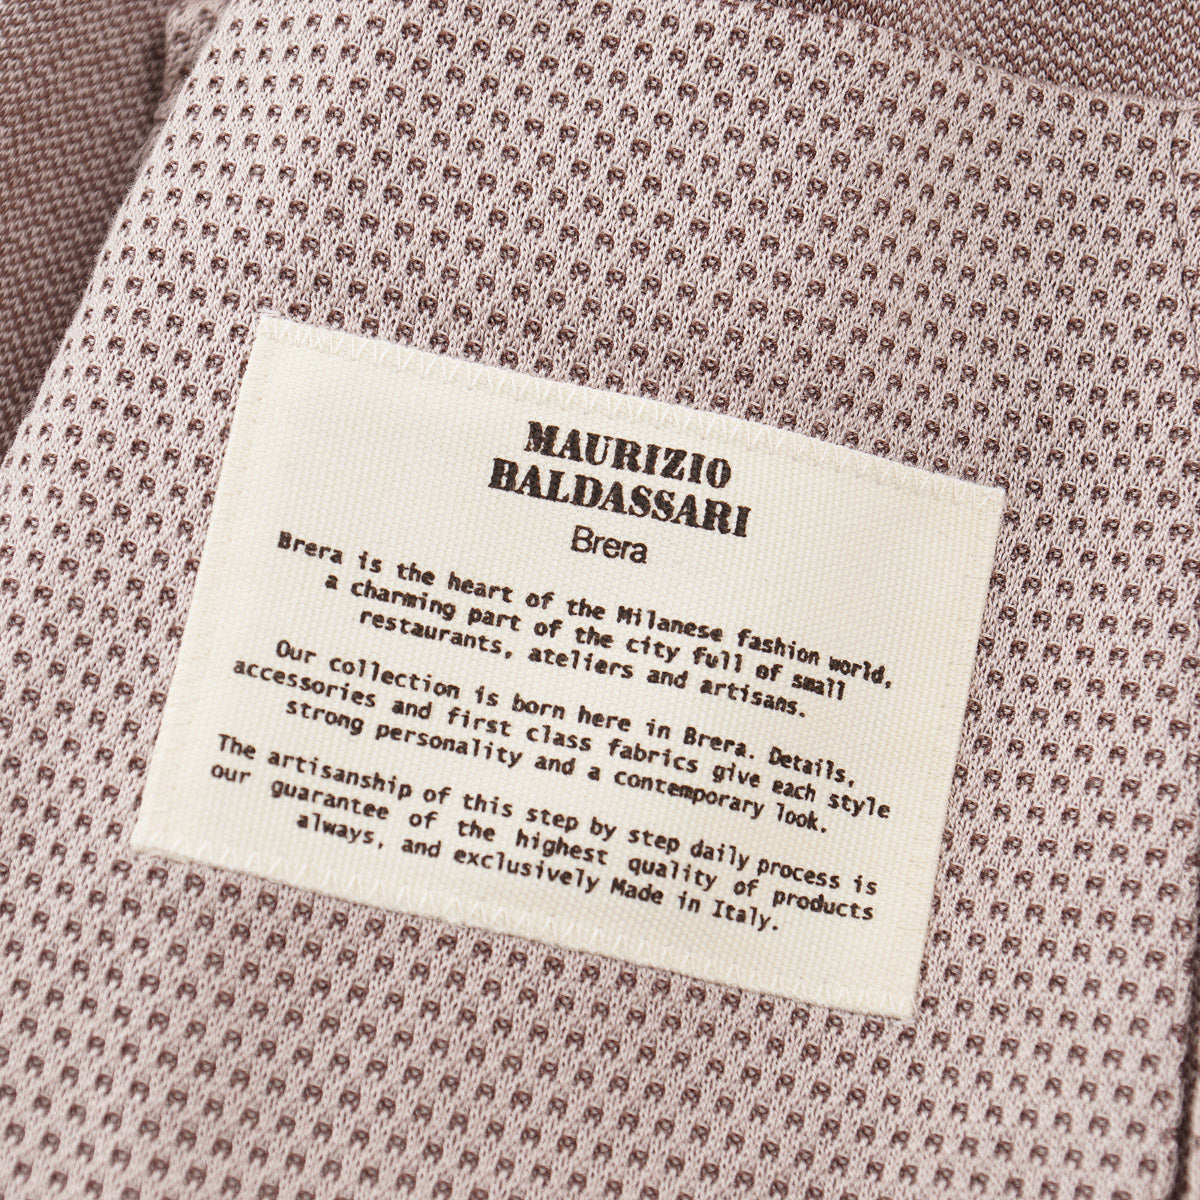 MAURIZIO
BALDASSARI
Brera
Brera is the heart of the Milanese fashion world,
a charming part of the city full of small
restaurants, ateliers and artisans.
Our collection is born here in Brera. Details,
accessories and first class fabrics give each style
strong personality and a contemporary look.
The artisanship of this step by step daily process is
our guarantee of the highest quality of products
always, and exclusively Made in Italy.